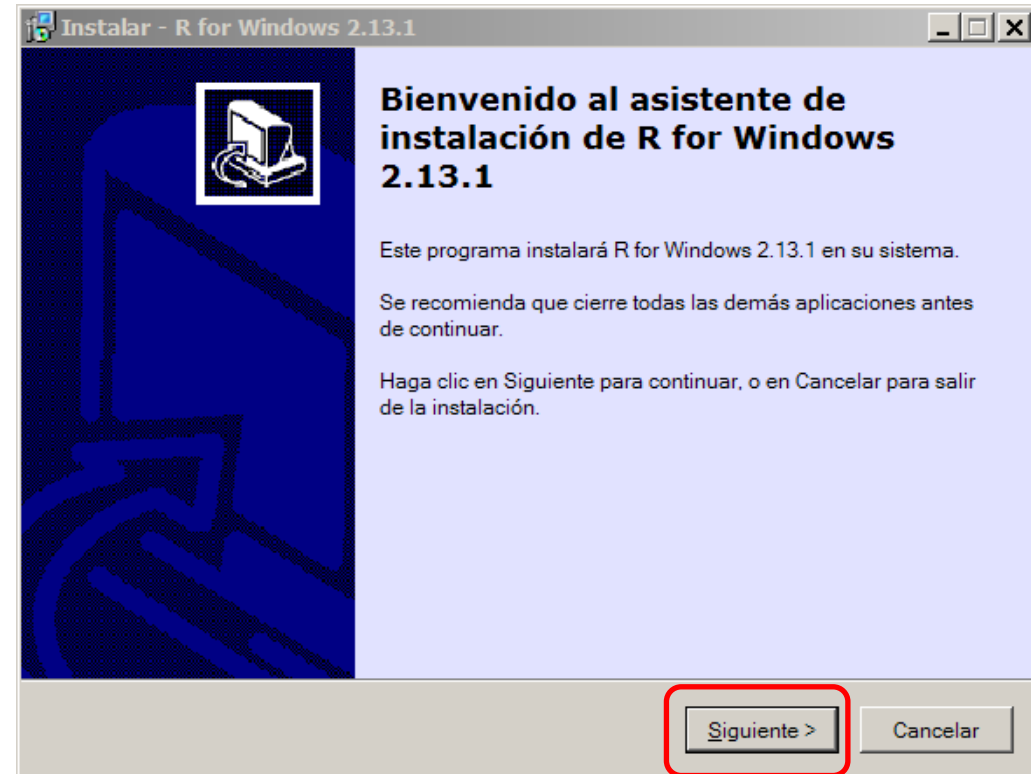 Instalar - R for Windows 2.13.1
Bienvenido al asistente de
instalación de R for Windows
2.13.1
Este programa instalará R for Windows 2.13.1 en su sistema.
Se recomienda que cierre todas las demás aplicaciones antes
de continuar.
Haga clic en Siguiente para continuar, o en Cancelar para salir
de la instalación.
Siguiente >
Cancelar